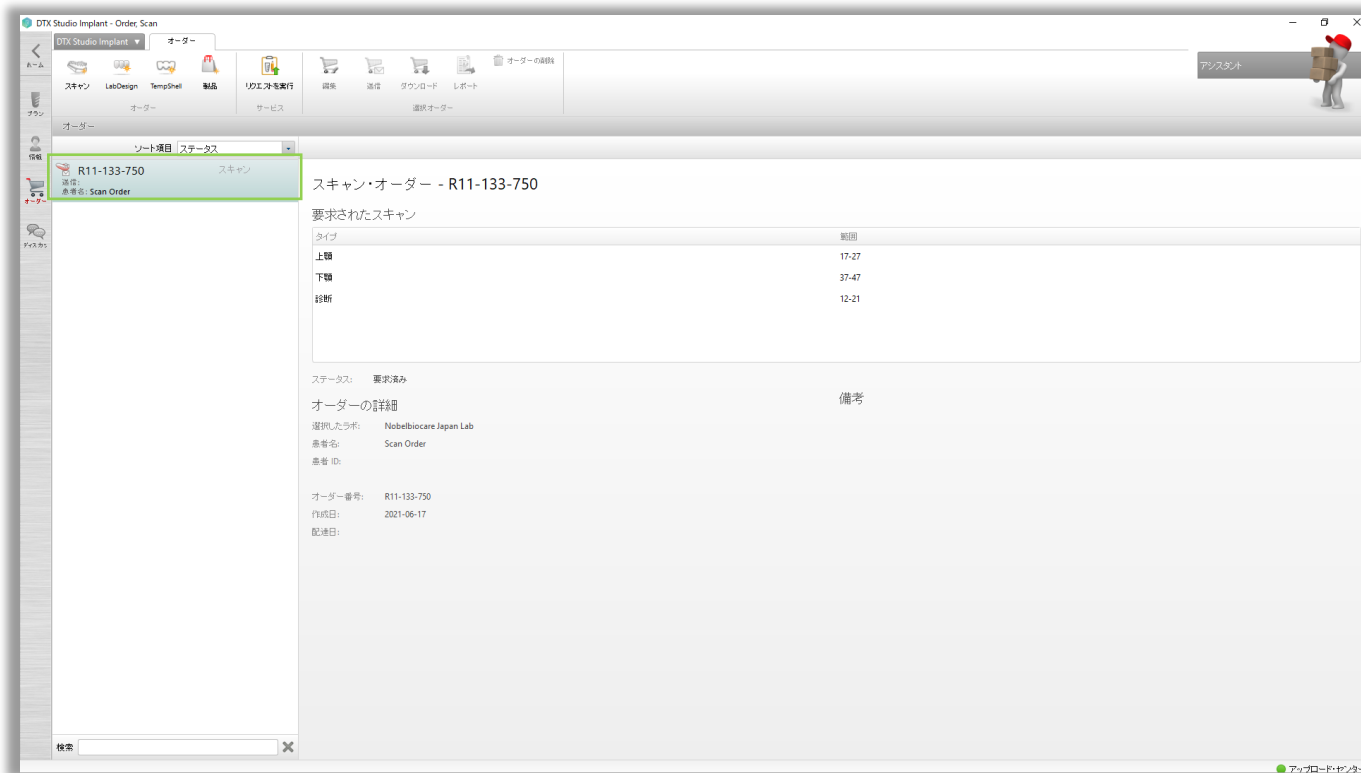 DTX Studio Implant - Order, Scan
DTX Studio Implant ▼ オーダー
ホーム
スキャン LabDesign TempShell 製品 リクエストを実行 編集 送信 ダウンロード レポート オーダーの削除
オーダー サービス 選択オーダー
アシスタント
プラン
情報
オーダー
オーダー
ソート項目 ステータス
R11-133-750 スキャン
送信:
患者名: Scan Order
スキャン・オーダー - R11-133-750
要求されたスキャン
タイプ 範囲
上顎 17-27
下顎 37-47
診断 12-21
ステータス: 要求済み
オーダーの詳細 備考
選択したラボ: Nobelbiocare Japan Lab
患者名: Scan Order
患者 ID:
オーダー番号: R11-133-750
作成日: 2021-06-17
配達日:
検索
アップロード・センター